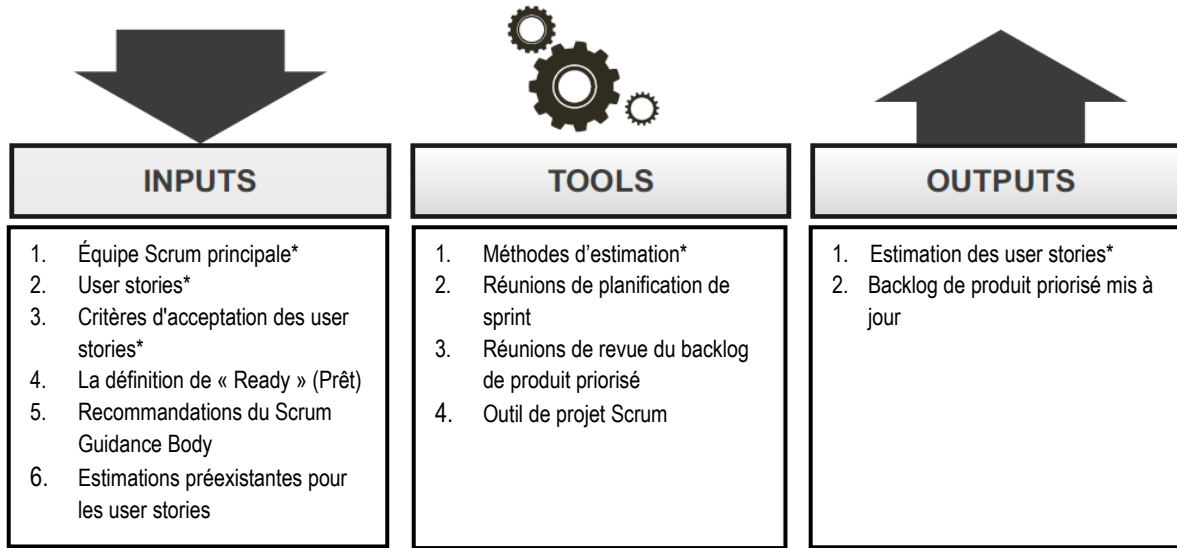 INPUTS
1. Équipe Scrum principale*
2. User stories*
3. Critères d'acceptation des user
stories*
4. La définition de « Ready » (Prêt)
5. Recommandations du Scrum
Guidance Body
6. Estimations préexistantes pour
les user stories
TOOLS
1. Méthodes d’estimation*
2. Réunions de planification de
sprint
3. Réunions de revue du backlog
de produit priorisé
4. Outil de projet Scrum
OUTPUTS
1. Estimation des user stories*
2. Backlog de produit priorisé mis à
jour